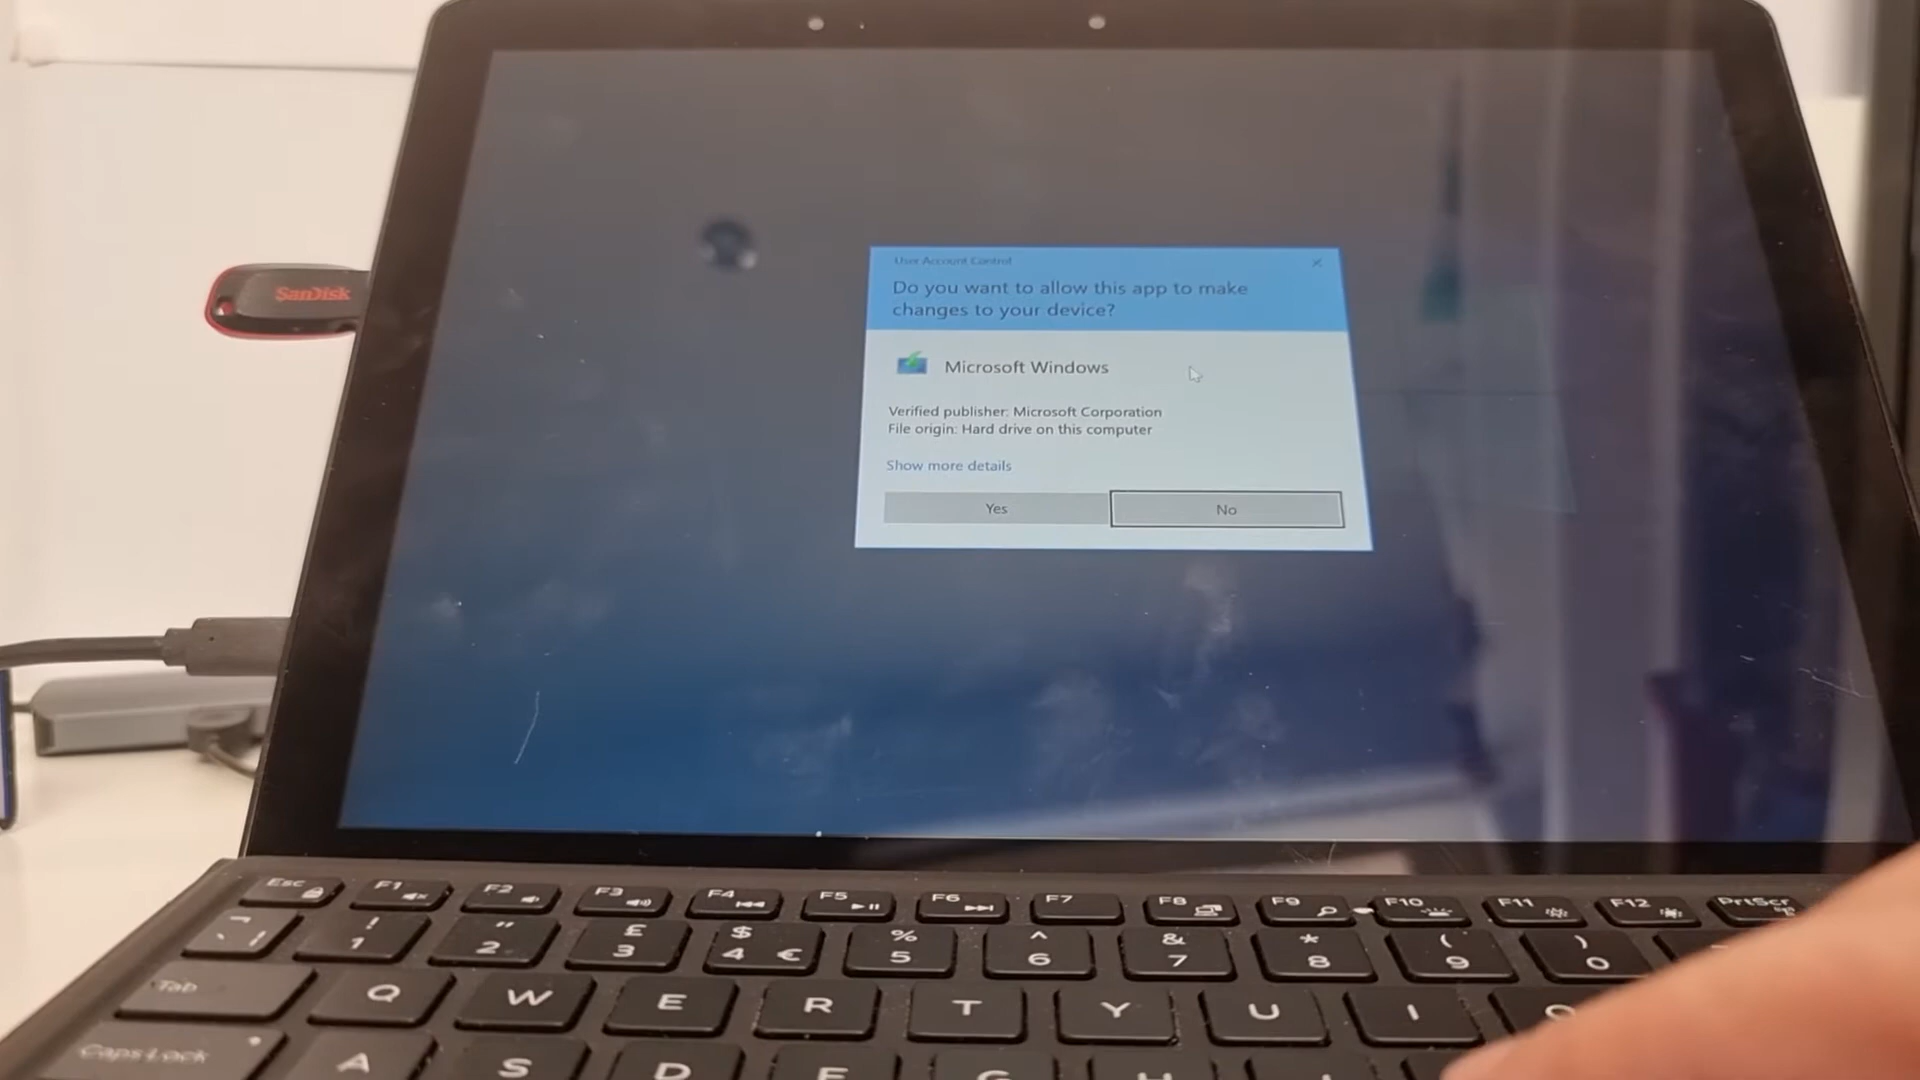 SanDisk
User Account Control
Do you want to allow this app to make
changes to your device?
Microsoft Windows
Verified publisher: Microsoft Corporation
File origin: Hard drive on this computer
Show more details
Yes
No
Esc F1 F2 F3 F4 F5 F6 F7 F8 F9 F10 F11 F12 PrtScr
! " £ $ % ^ & * ( )
1 2 3 4 € 5 6 7 8 9 0
Tab Q W E R T Y U I
Caps Lock A S D